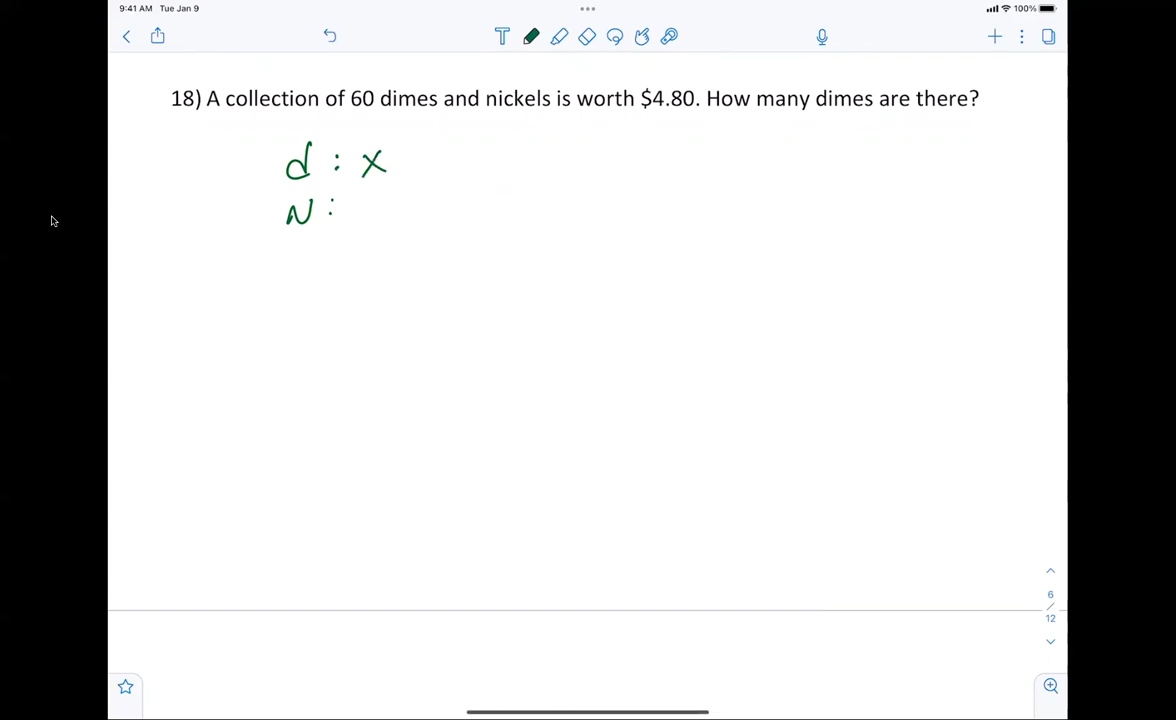 9:41 AM Tue Jan 9
100%
T
18) A collection of 60 dimes and nickels is worth $4.80. How many dimes are there?
d : x
N :
6
/
12